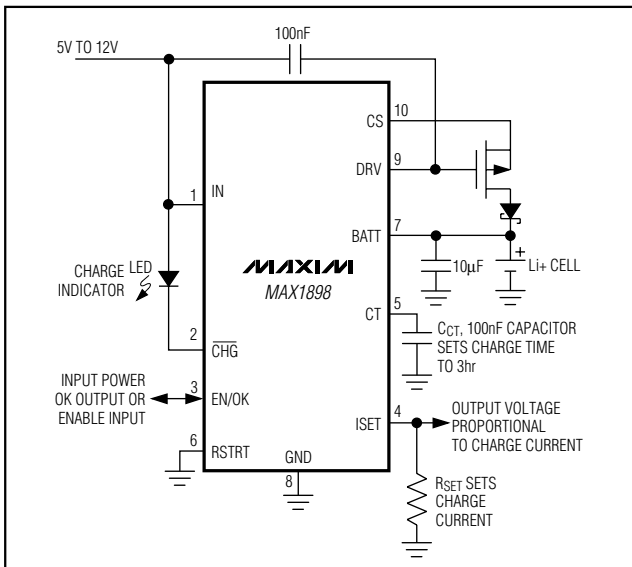 100nF
5V TO 12V
10
CS
9
DRV
1
IN
7
BATT
LED
CHARGE
INDICATOR
MAXIM
MAX1898
10µF
+
Li+ CELL
5
CT
CCT, 100nF CAPACITOR
SETS CHARGE TIME
TO 3hr
2
CHG
INPUT POWER
OK OUTPUT OR
ENABLE INPUT
3
EN/OK
4
ISET
OUTPUT VOLTAGE
PROPORTIONAL
TO CHARGE CURRENT
6
RSTRT
GND
8
RSET SETS
CHARGE
CURRENT